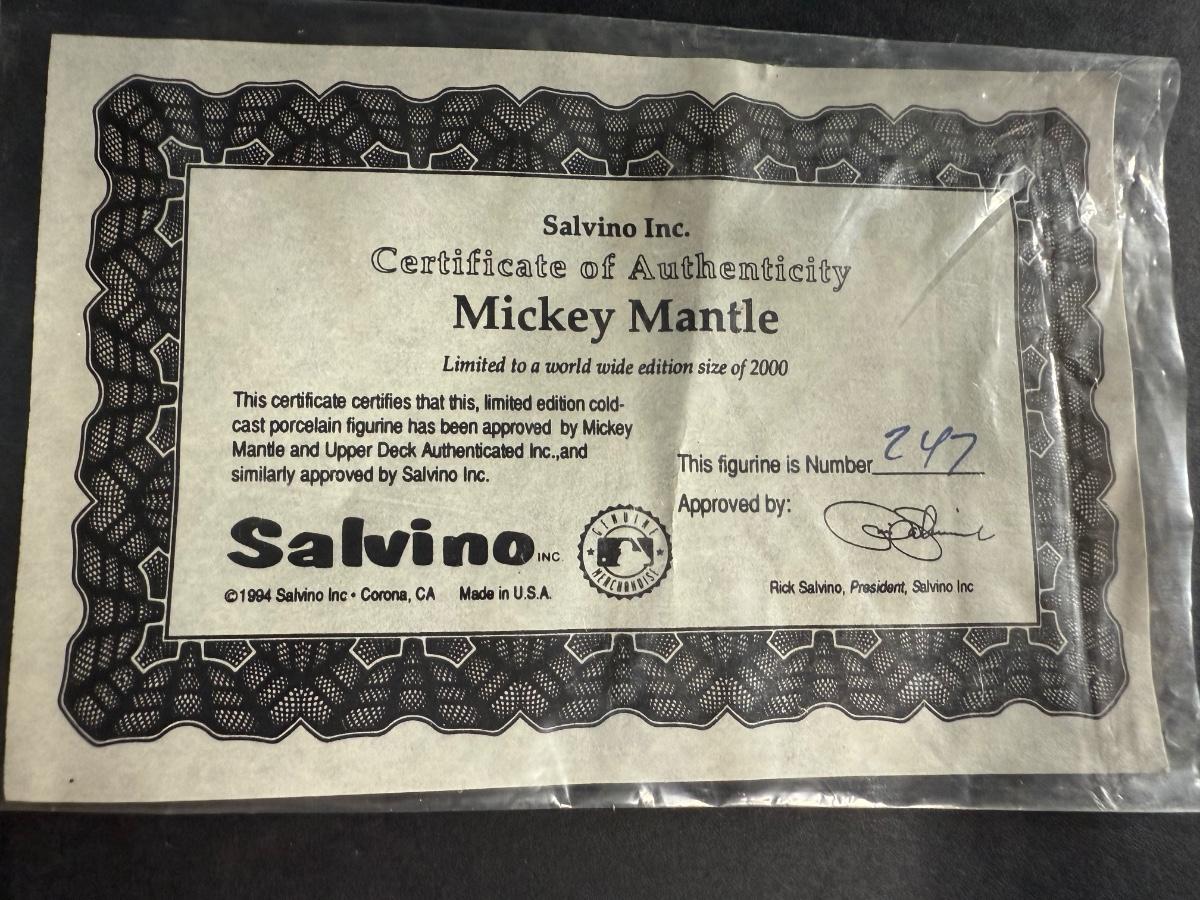 Salvino Inc.
Certificate of Authenticity
Mickey Mantle
Limited to a world wide edition size of 2000
This certificate certifies that this, limited edition cold-
cast porcelain figurine has been approved by Mickey
Mantle and Upper Deck Authenticated Inc.,and
similarly approved by Salvino Inc.
This figurine is Number 247
Approved by:
Salvino INC.
GENUINE
MERCHANDISE
©1994 Salvino Inc • Corona, CA Made in U.S.A.
Rick Salvino, President, Salvino Inc